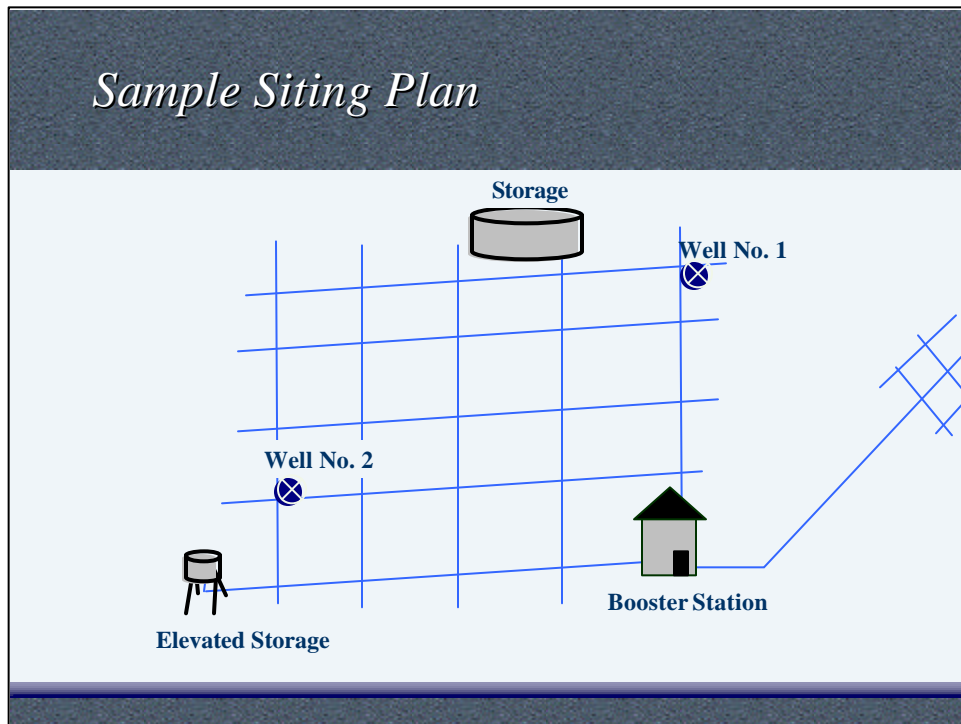 Sample Siting Plan
Storage
Well No. 1
Well No. 2
Booster Station
Elevated Storage